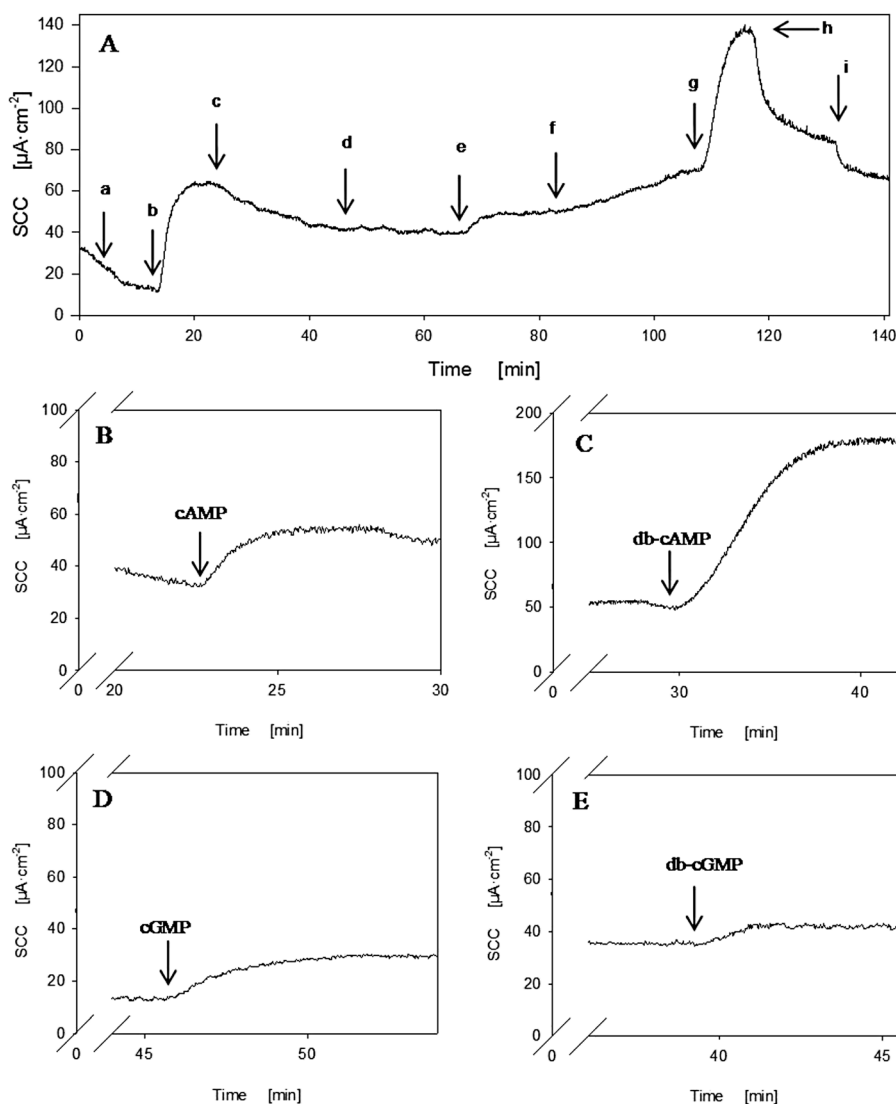 A
SCC [µA·cm-2]
140
120
100
80
60
40
20
0
a
b
c
d
e
f
g
h
i
0 20 40 60 80 100 120 140
Time [min]
B
SCC [µA·cm-2]
100
80
60
40
20
0
cAMP
0 20 25 30
Time [min]
C
SCC [µA·cm-2]
200
150
100
50
0
db-cAMP
0 30 40
Time [min]
D
SCC [µA·cm-2]
100
80
60
40
20
0
cGMP
0 45 50
Time [min]
E
SCC [µA·cm-2]
100
80
60
40
20
0
db-cGMP
0 40 45
Time [min]